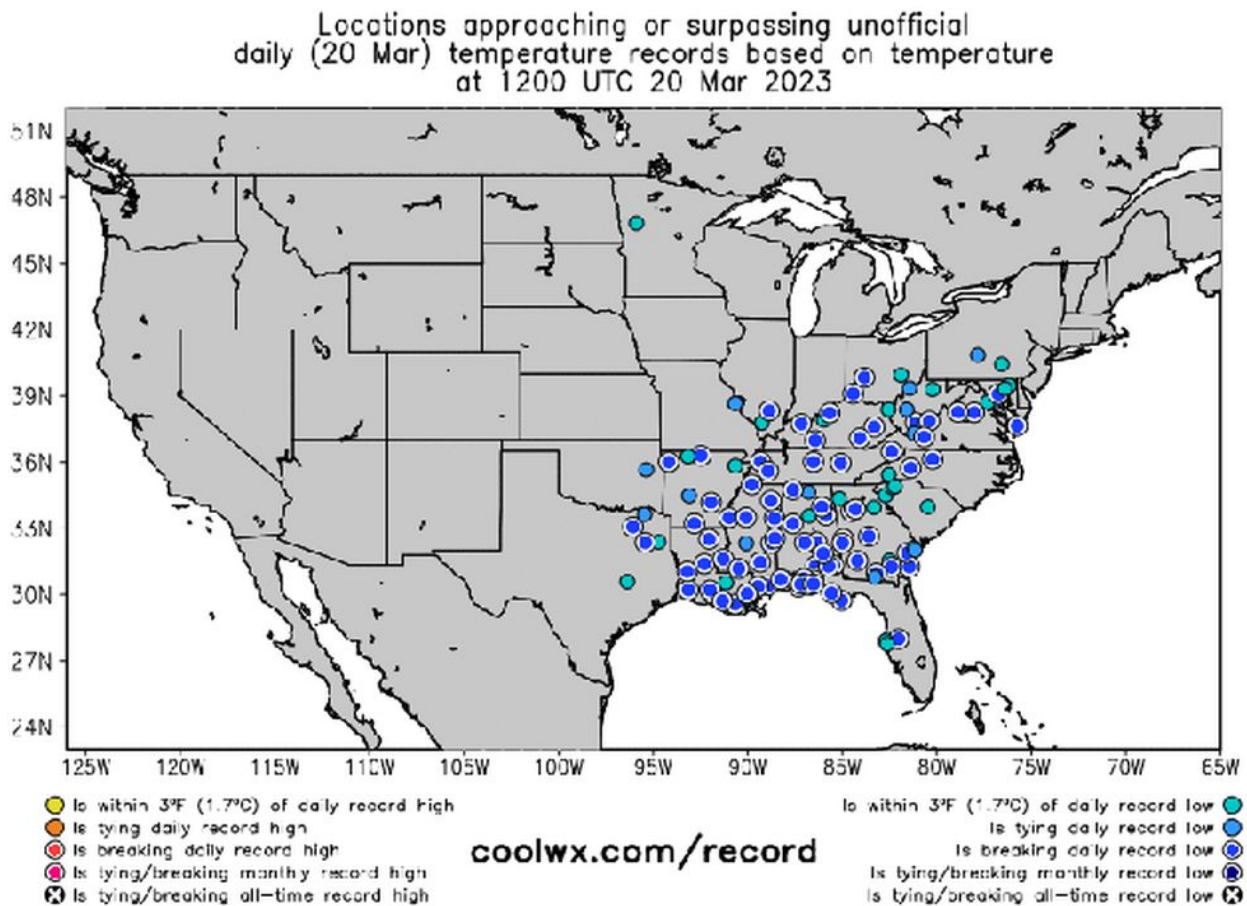 Locations approaching or surpassing unofficial
daily (20 Mar) temperature records based on temperature
at 1200 UTC 20 Mar 2023
51N
48N
45N
42N
39N
36N
33N
30N
27N
24N
125W 120W 115W 110W 105W 100W 95W 90W 85W 80W 75W 70W 65W
Is within 3°F (1.7°C) of daily record high
Is tying daily record high
Is breaking daily record high
Is tying/breaking monthly record high
Is tying/breaking all-time record high
coolwx.com/record
Is within 3°F (1.7°C) of daily record low
Is tying daily record low
Is breaking daily record low
Is tying/breaking monthly record low
Is tying/breaking all-time record low